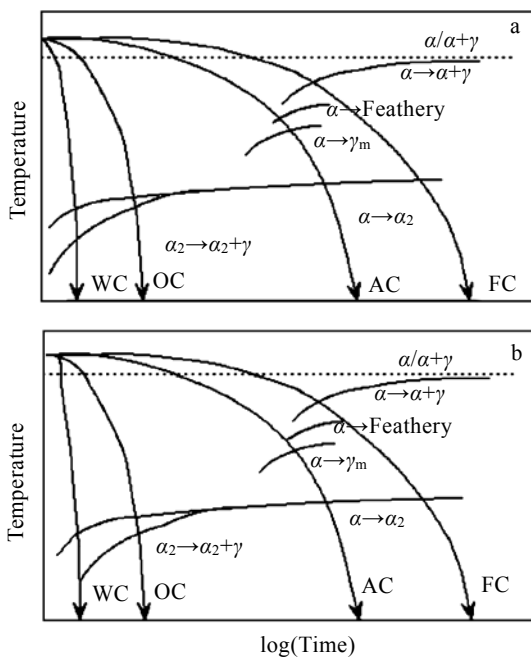 a
Temperature
α/α+γ
α→α+γ
α→Feathery
α→γm
α→α2
α2→α2+γ
WC
OC
AC
FC
b
Temperature
α/α+γ
α→α+γ
α→Feathery
α→γm
α→α2
α2→α2+γ
WC
OC
AC
FC
log(Time)